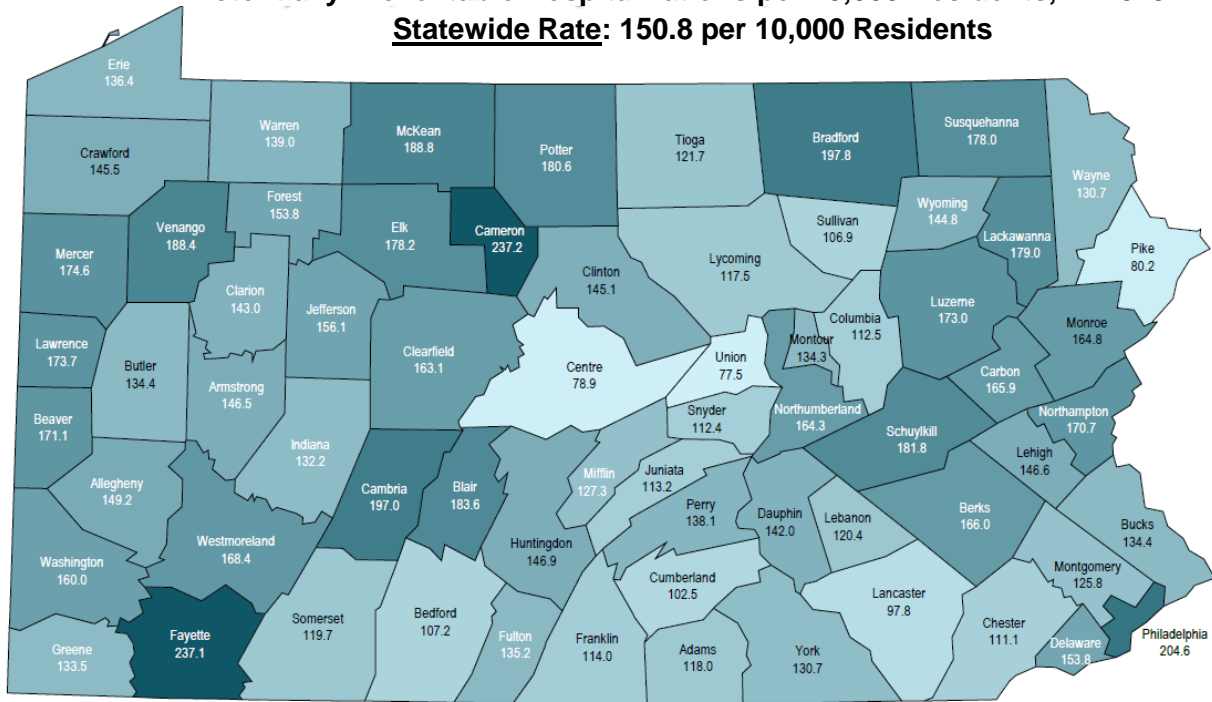 Statewide Rate: 150.8 per 10,000 Residents
Erie
136.4
Crawford
145.5
Warren
139.0
McKean
188.8
Potter
180.6
Tioga
121.7
Bradford
197.8
Susquehanna
178.0
Wayne
130.7
Mercer
174.6
Venango
188.4
Forest
153.8
Elk
178.2
Cameron
237.2
Clinton
145.1
Lycoming
117.5
Sullivan
106.9
Wyoming
144.8
Lackawanna
179.0
Pike
80.2
Lawrence
173.7
Butler
134.4
Clarion
143.0
Jefferson
156.1
Clearfield
163.1
Centre
78.9
Union
77.5
Montour
134.3
Columbia
112.5
Luzerne
173.0
Monroe
164.8
Carbon
165.9
Beaver
171.1
Armstrong
146.5
Indiana
132.2
Snyder
112.4
Northumberland
164.3
Schuylkill
181.8
Northampton
170.7
Lehigh
146.6
Allegheny
149.2
Cambria
197.0
Blair
183.6
Mifflin
127.3
Juniata
113.2
Perry
138.1
Dauphin
142.0
Lebanon
120.4
Berks
166.0
Bucks
134.4
Washington
160.0
Westmoreland
168.4
Huntingdon
146.9
Cumberland
102.5
Lancaster
97.8
Montgomery
125.8
Greene
133.5
Fayette
237.1
Somerset
119.7
Bedford
107.2
Fulton
135.2
Franklin
114.0
Adams
118.0
York
130.7
Chester
111.1
Delaware
153.8
Philadelphia
204.6